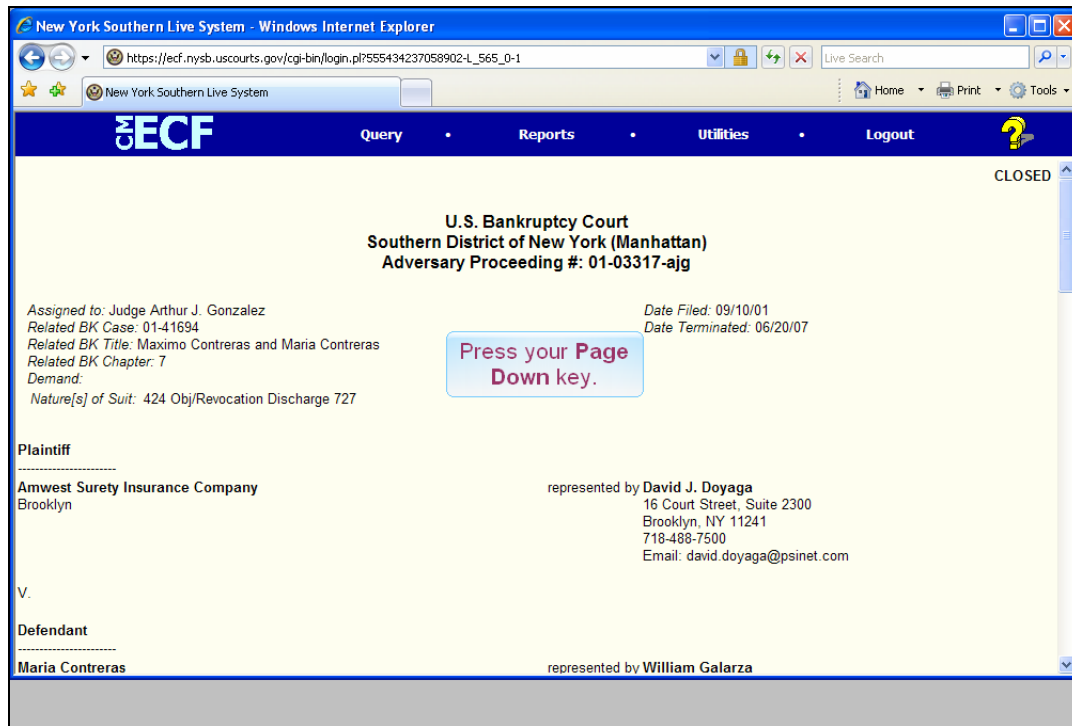 New York Southern Live System - Windows Internet Explorer
https://ecf.nysb.uscourts.gov/cgi-bin/login.pl?555434237058902-L_565_0-1
Live Search
New York Southern Live System
Home
Print
Tools
CM ECF
Query • Reports • Utilities • Logout
CLOSED
U.S. Bankruptcy Court
Southern District of New York (Manhattan)
Adversary Proceeding #: 01-03317-ajg
Assigned to: Judge Arthur J. Gonzalez
Related BK Case: 01-41694
Related BK Title: Maximo Contreras and Maria Contreras
Related BK Chapter: 7
Demand:
Nature[s] of Suit: 424 Obj/Revocation Discharge 727
Date Filed: 09/10/01
Date Terminated: 06/20/07
Press your Page
Down key.
Plaintiff
-----------------------
Amwest Surety Insurance Company
Brooklyn
represented by David J. Doyaga
16 Court Street, Suite 2300
Brooklyn, NY 11241
718-488-7500
Email: david.doyaga@psinet.com
V.
Defendant
-----------------------
Maria Contreras
represented by William Galarza